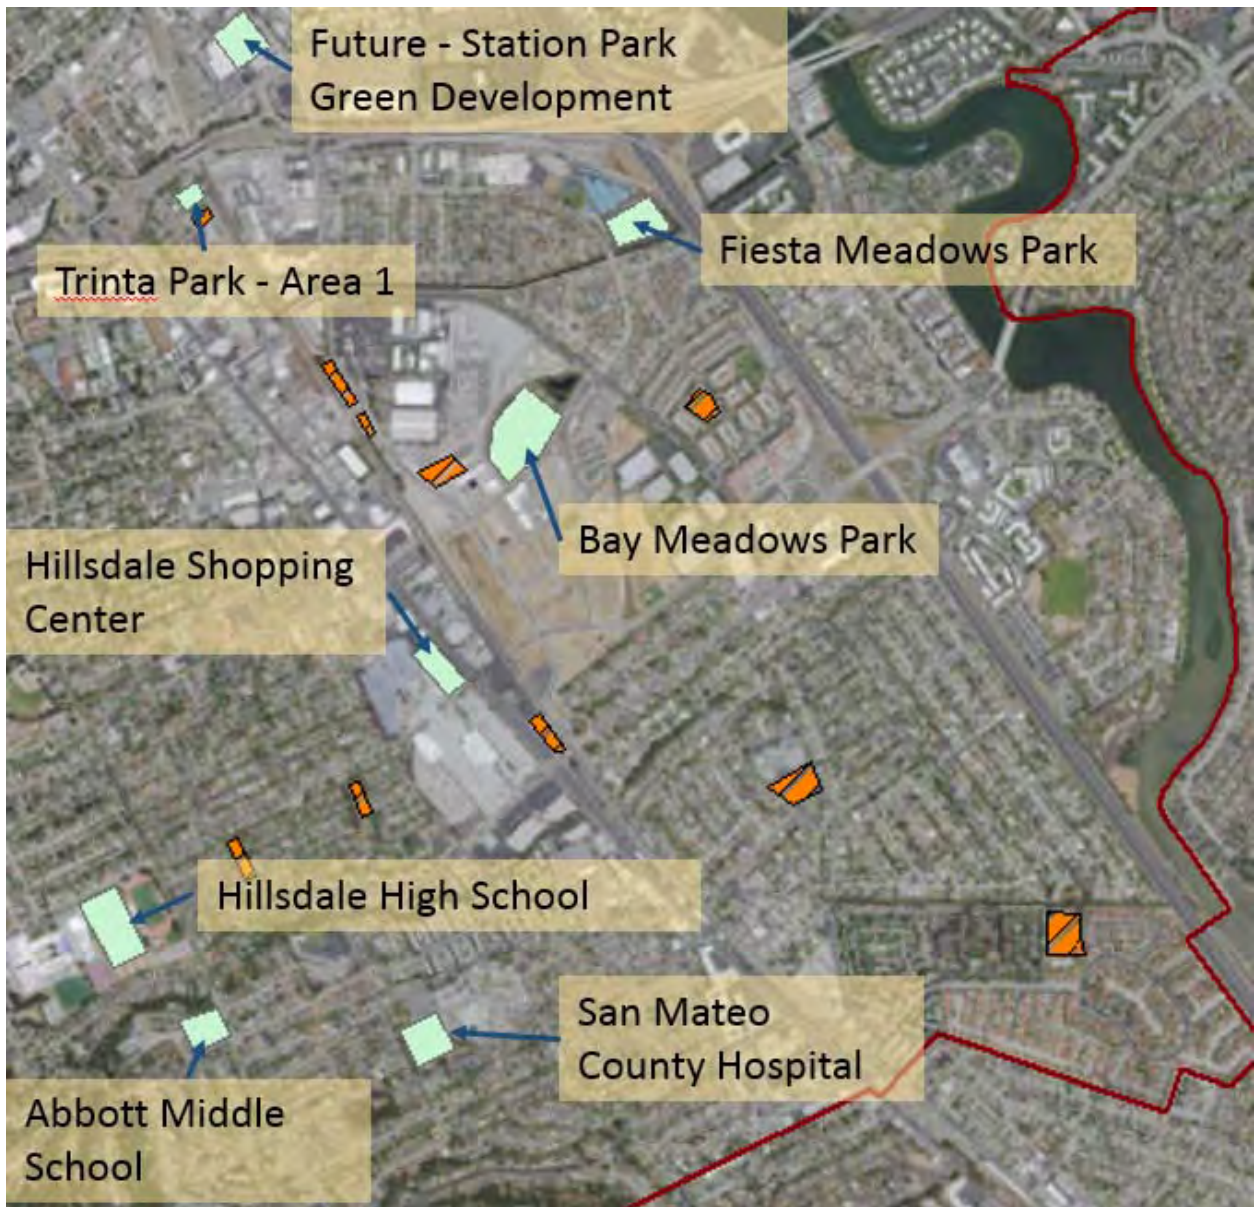 Future - Station Park
Green Development
Fiesta Meadows Park
Trinta Park - Area 1
Bay Meadows Park
Hillsdale Shopping
Center
Hillsdale High School
San Mateo
County Hospital
Abbott Middle
School